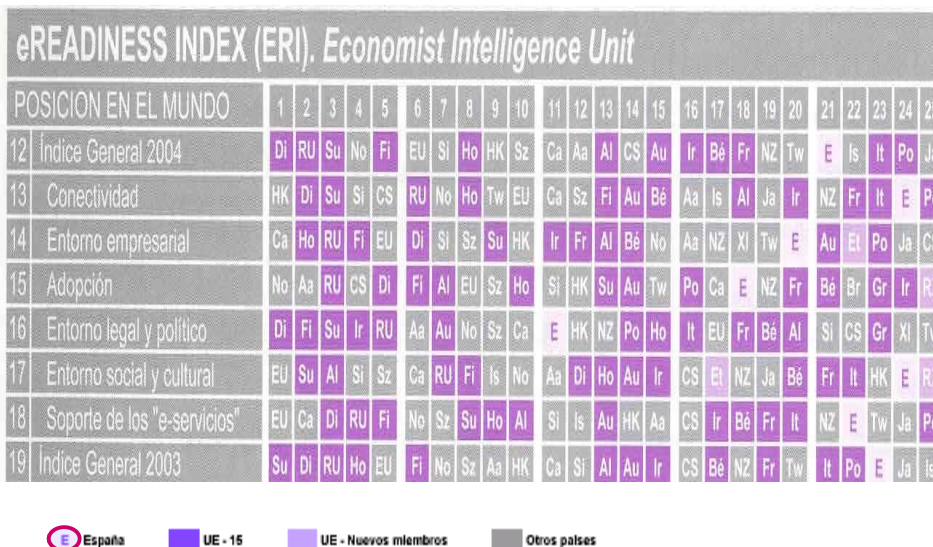 eREADINESS INDEX (ERI). Economist Intelligence Unit
POSICION EN EL MUNDO 1 2 3 4 5 6 7 8 9 10 11 12 13 14 15 16 17 18 19 20 21 22 23 24
12 Índice General 2004 Di RU Su No Fi EU Si Ho HK Sz Ca Aa Al CS Au Ir Bé Fr NZ Tw E Is It Po
13 Conectividad HK Di Su Si CS RU No Ho Tw EU Ca Sz Fi Au Bé Aa Is Al Ja Ir NZ Fr It E
14 Entorno empresarial Ca Ho RU Fi EU Di Si Sz Su HK Ir Fr Al Bé No Aa NZ XI Tw E Au Et Po Ja
15 Adopción No Aa RU CS Di Fi Al EU Sz Ho Si HK Su Au Tw Po Ca E NZ Fr Bé Br Gr Ir
16 Entorno legal y político Di Fi Su Ir RU Aa Au No Sz Ca E HK NZ Po Ho It EU Fr Bé Al Si CS Gr XI
17 Entorno social y cultural EU Su Al Si Sz Ca RU Fi Is No Aa Di Ho Au Ir CS Et NZ Ja Bé Fr It HK E
18 Soporte de los "e-servicios" EU Ca Di RU Fi No Sz Su Ho Al Si Is Au HK Aa CS Ir Bé Fr It NZ E Tw Ja
19 Índice General 2003 Su Di RU Ho EU Fi No Sz Aa HK Ca Si Al Au Ir CS Bé NZ Fr Tw It Po E Ja Is
E España UE - 15 UE - Nuevos miembros Otros países